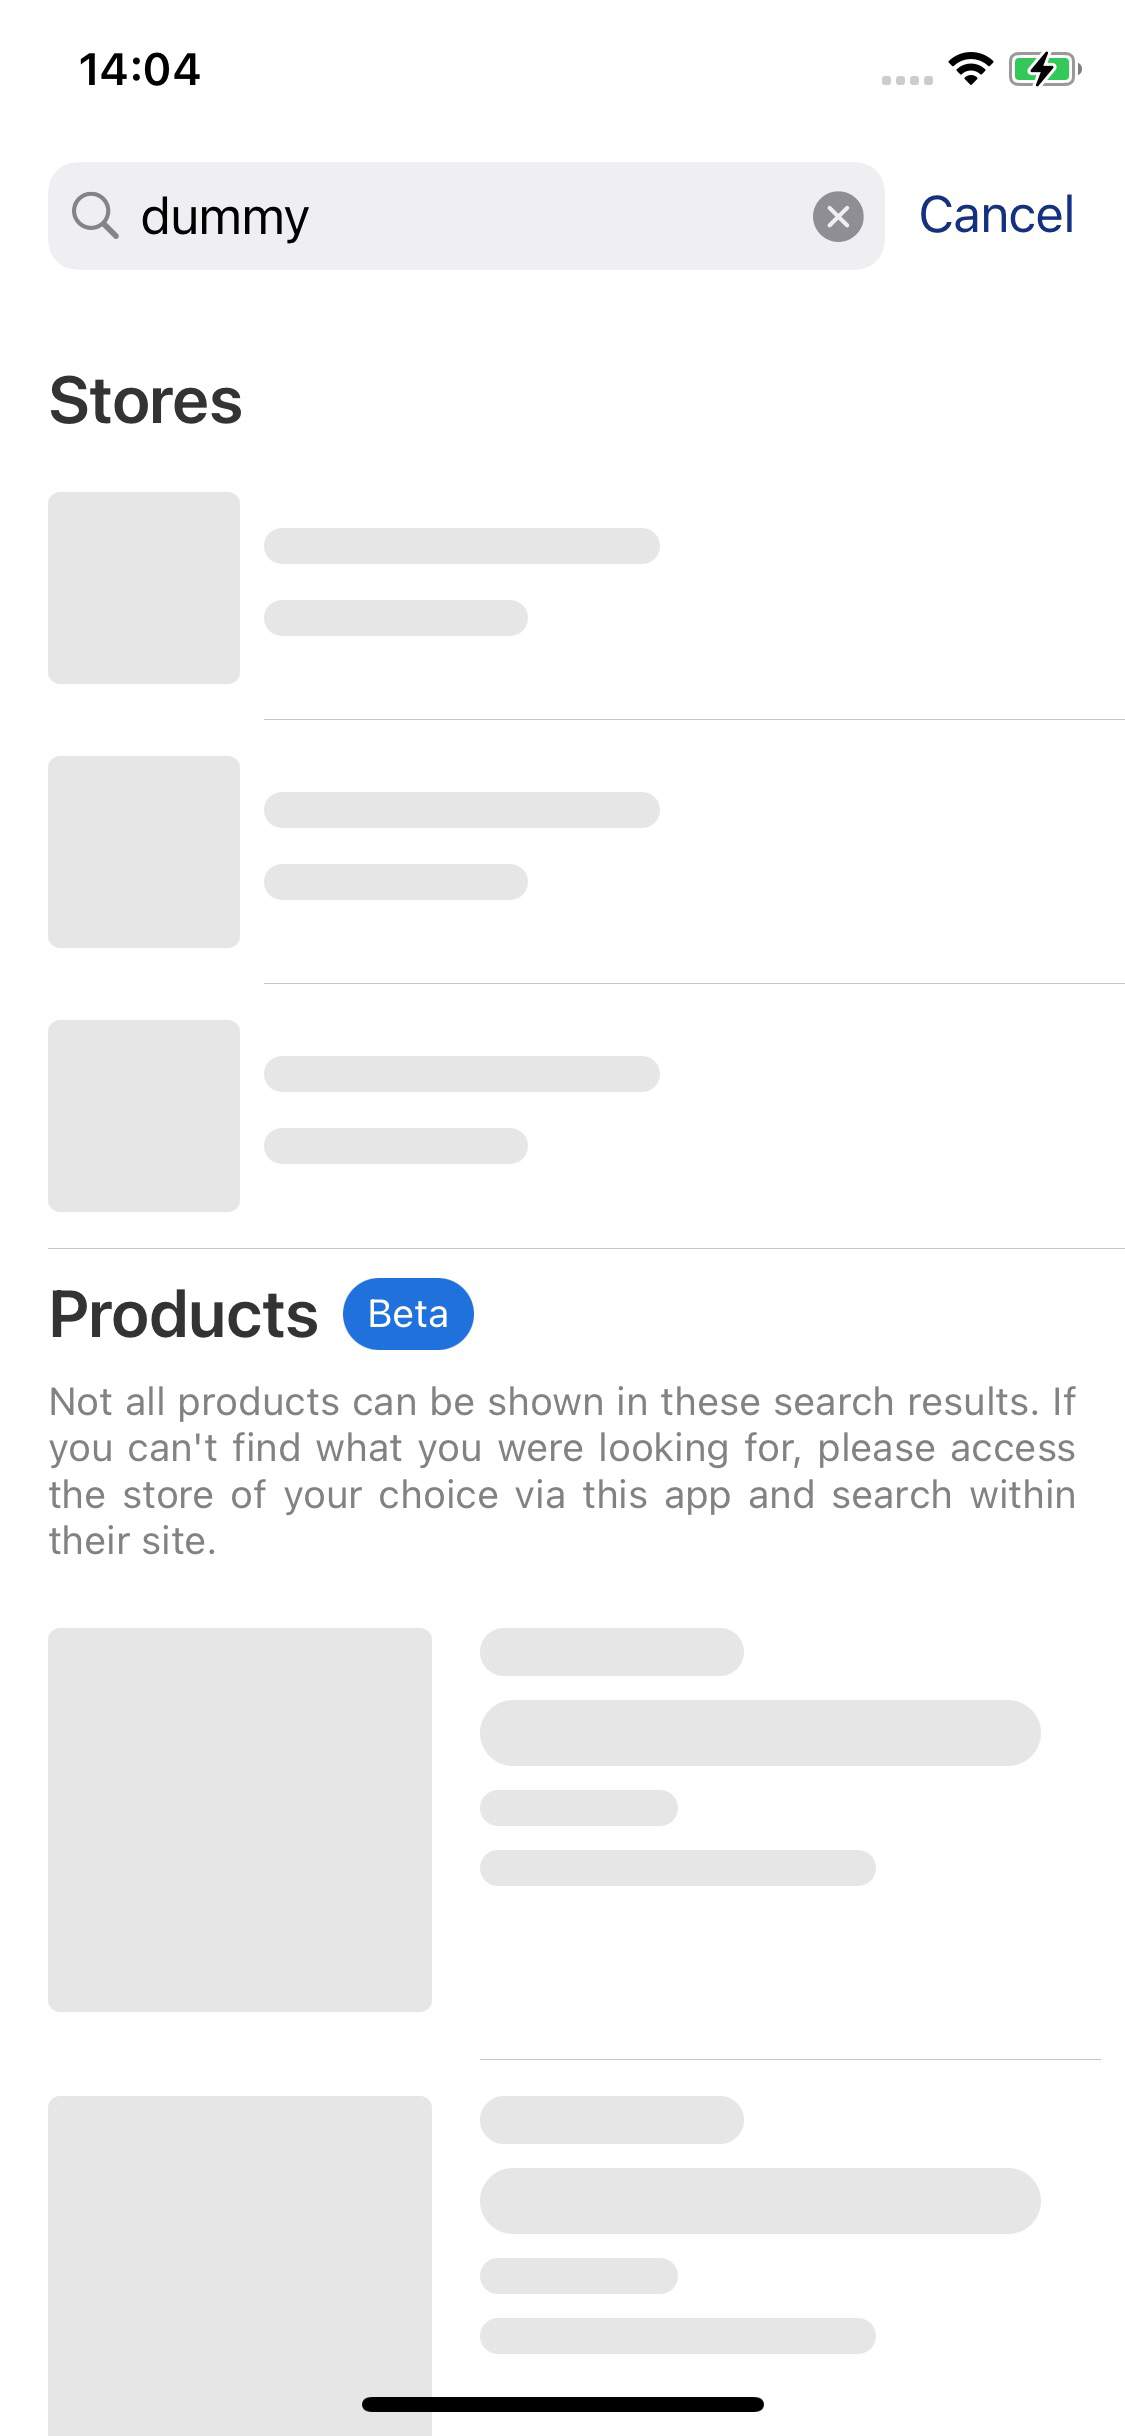 14:04
dummy
Cancel
Stores
Products
Beta
Not all products can be shown in these search results. If
you can't find what you were looking for, please access
the store of your choice via this app and search within
their site.